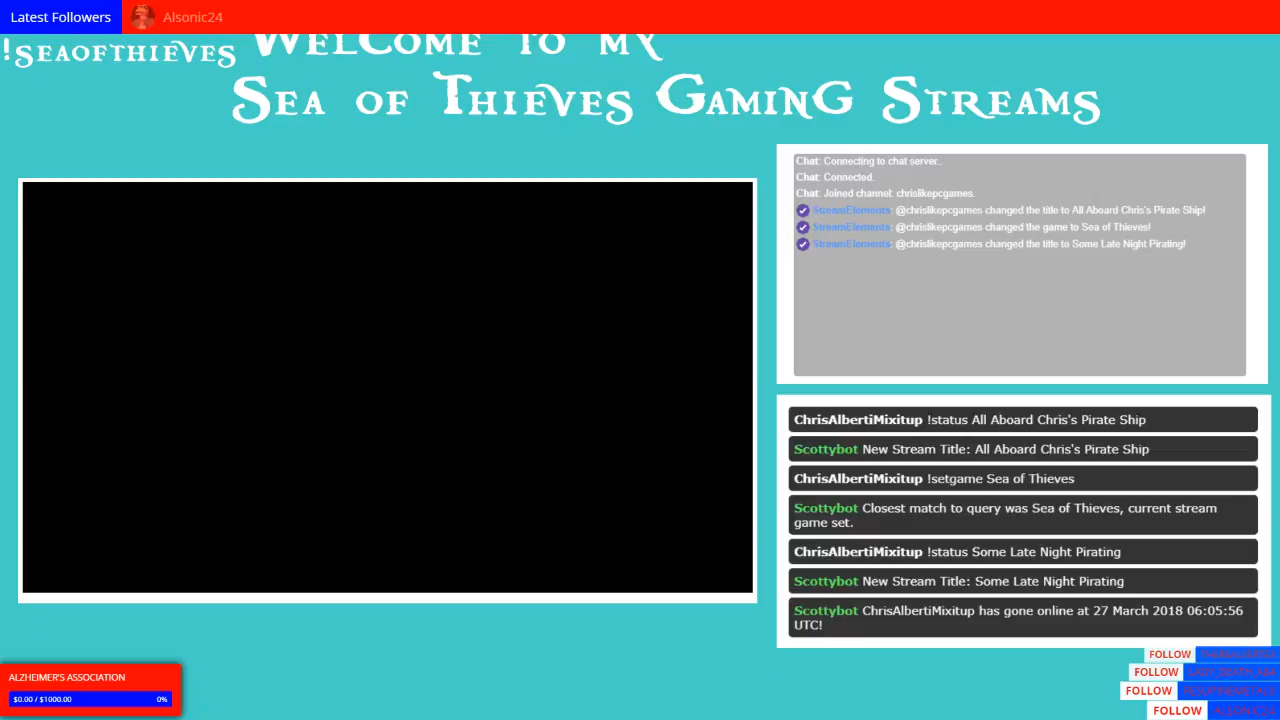 Latest Followers
Alsonic24
!Seaofthieves
Welcome to my
Sea of Thieves Gaming Streams
Chat: Connecting to chat server..
Chat: Connected.
Chat: Joined channel: chrislikepcgames.
StreamElements: @chrislikepcgames changed the title to All Aboard Chris's Pirate Ship!
StreamElements: @chrislikepcgames changed the game to Sea of Thieves!
StreamElements: @chrislikepcgames changed the title to Some Late Night Pirating!
ChrisAlbertiMixitup !status All Aboard Chris's Pirate Ship
Scottybot New Stream Title: All Aboard Chris's Pirate Ship
ChrisAlbertiMixitup !setgame Sea of Thieves
Scottybot Closest match to query was Sea of Thieves, current stream
game set.
ChrisAlbertiMixitup !status Some Late Night Pirating
Scottybot New Stream Title: Some Late Night Pirating
Scottybot ChrisAlbertiMixitup has gone online at 27 March 2018 06:05:56
UTC!
ALZHEIMER'S ASSOCIATION
$0.00 / $1000.00 0%
FOLLOW
FOLLOW
FOLLOW
FOLLOW ALSONIC24